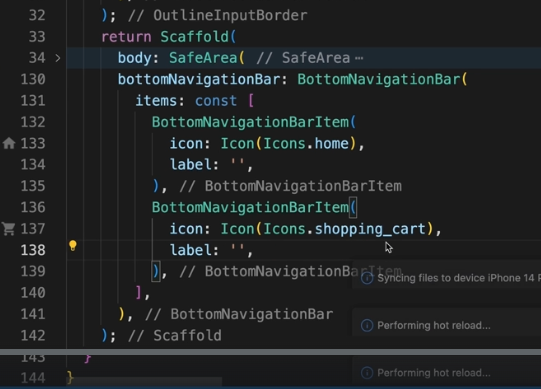 32 ); // OutlineInputBorder
33 return Scaffold(
34 > body: SafeArea( // SafeArea ⋯
130 bottomNavigationBar: BottomNavigationBar(
131 items: const [
132 BottomNavigationBarItem(
133 icon: Icon(Icons.home),
134 label: '',
135 ), // BottomNavigationBarItem
136 BottomNavigationBarItem(
137 icon: Icon(Icons.shopping_cart),
138 label: '',
139 ), // BottomNavigationBarItem
Syncing files to device iPhone 14 P
140 ],
141 ), // BottomNavigationBar
Performing hot reload...
142 ); // Scaffold
143 }
Performing hot reload...
144 }